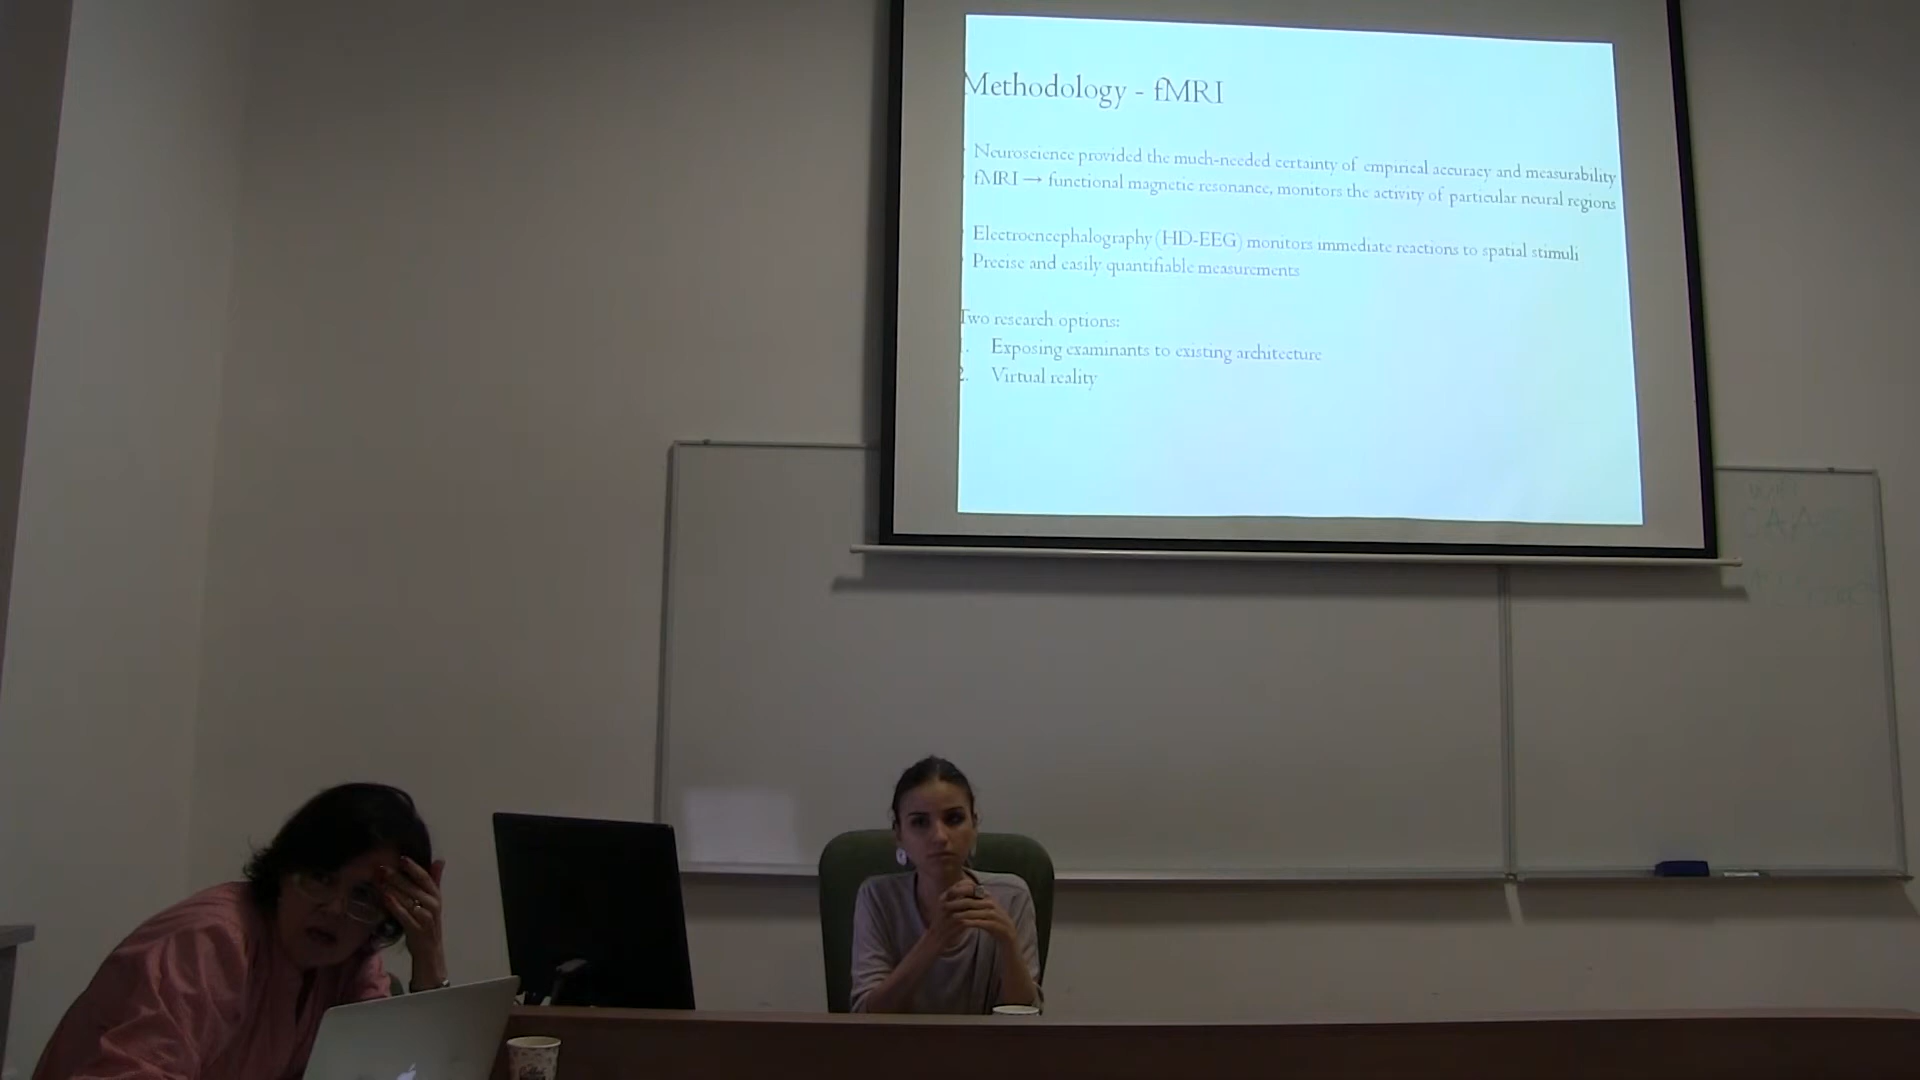 Methodology - fMRI
Neuroscience provided the much-needed certainty of empirical accuracy and measurability
fMRI → functional magnetic resonance, monitors the activity of particular neural regions
Electroencephalography (HD-EEG) monitors immediate reactions to spatial stimuli
Precise and easily quantifiable measurements
Two research options:
1. Exposing examinants to existing architecture
2. Virtual reality